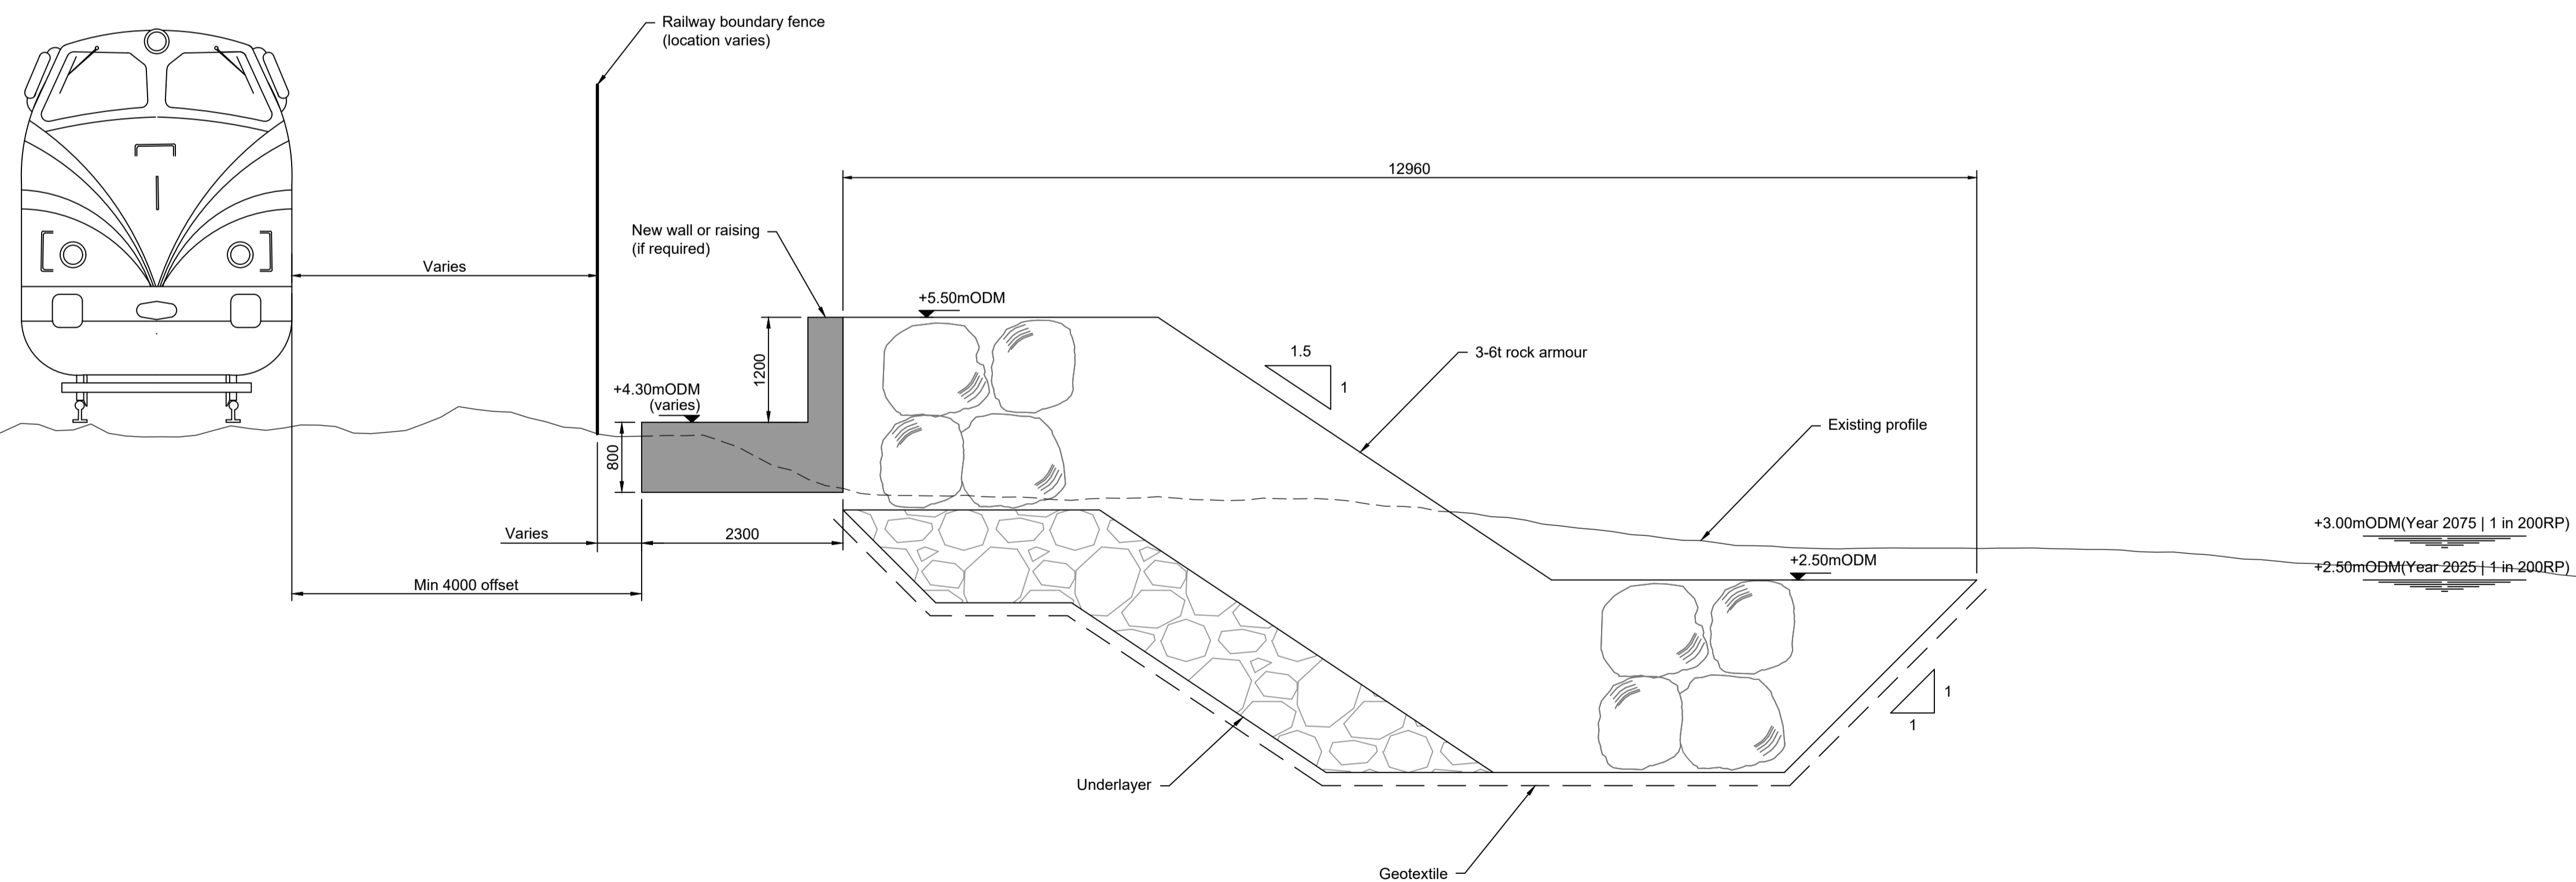 Railway boundary fence
(location varies)
12960
New wall or raising
(if required)
Varies
+5.50mODM
1.5
1
3-6t rock armour
1200
+4.30mODM
(varies)
Existing profile
800
+3.00mODM(Year 2075 | 1 in 200RP)
Varies
2300
+2.50mODM
+2.50mODM(Year 2025 | 1 in 200RP)
Min 4000 offset
1
1
Underlayer
Geotextile